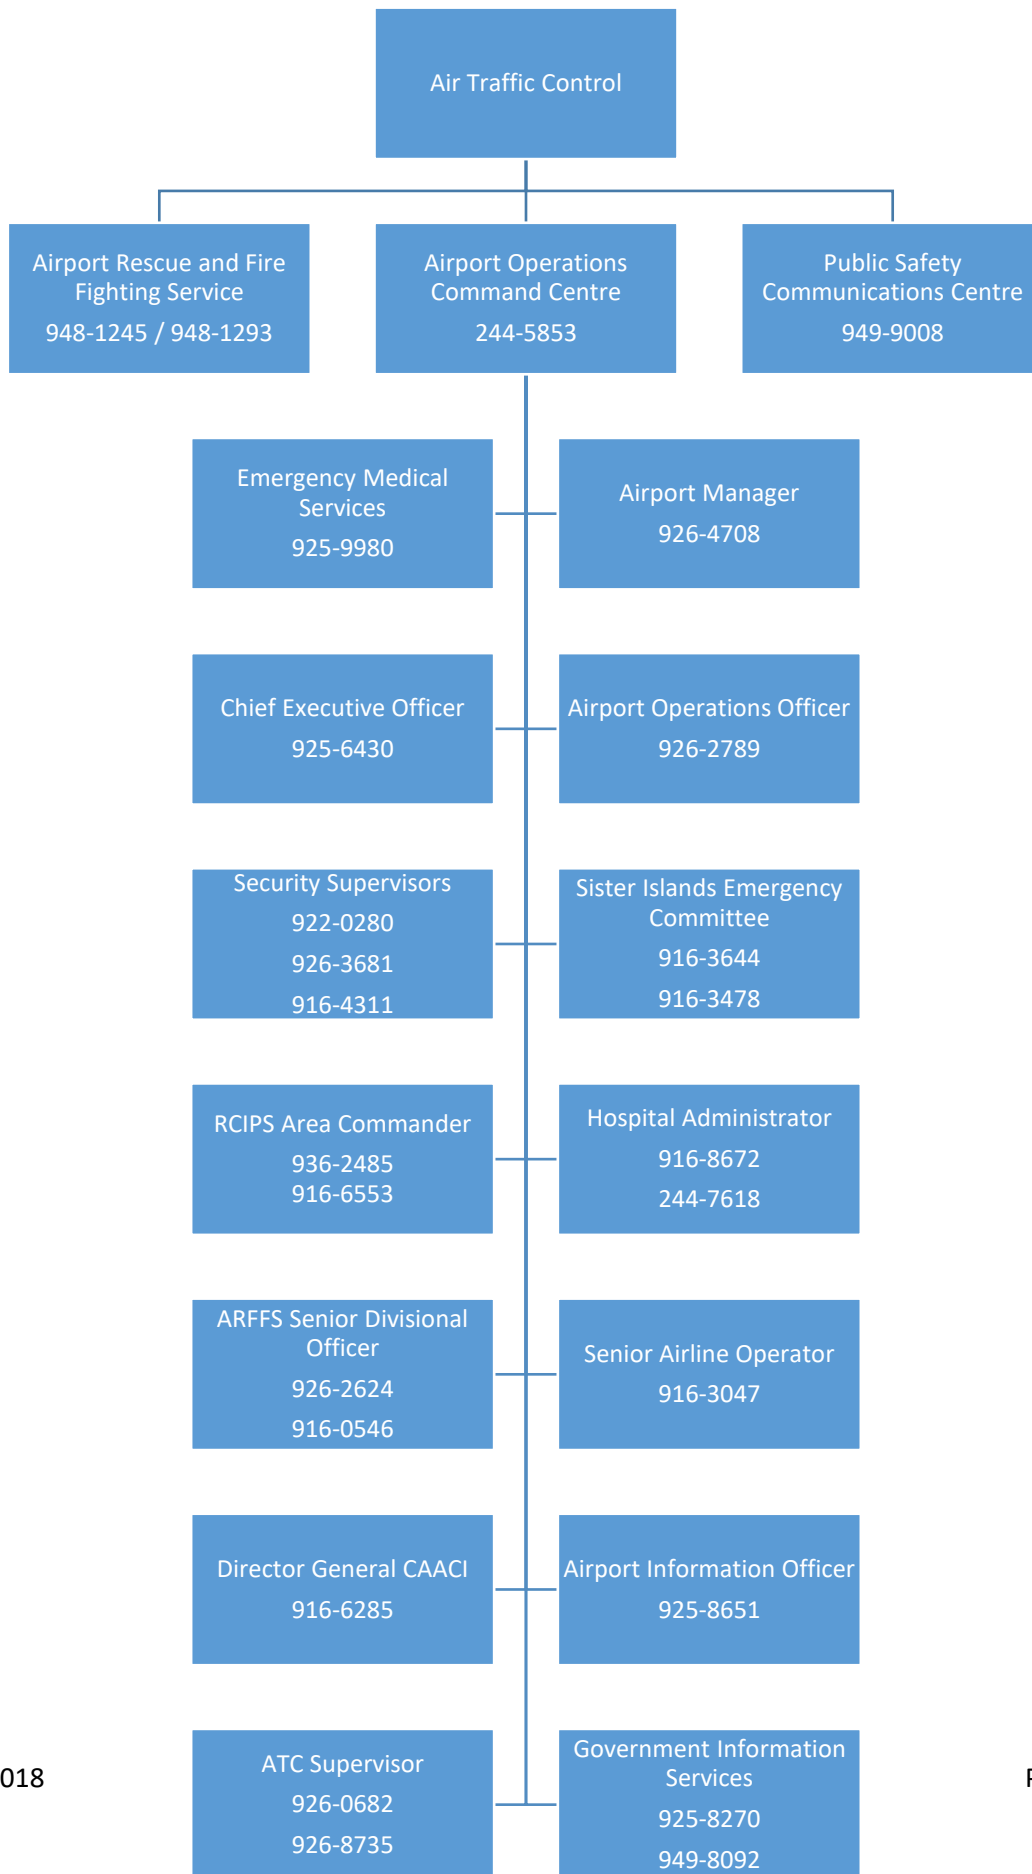 Air Traffic Control
Airport Rescue and Fire
Fighting Service
948-1245 / 948-1293
Airport Operations
Command Centre
244-5853
Public Safety
Communications Centre
949-9008
Emergency Medical
Services
925-9980
Airport Manager
926-4708
Chief Executive Officer
925-6430
Airport Operations Officer
926-2789
Security Supervisors
922-0280
926-3681
916-4311
Sister Islands Emergency
Committee
916-3644
916-3478
RCIPS Area Commander
936-2485
916-6553
Hospital Administrator
916-8672
244-7618
ARFFS Senior Divisional
Officer
926-2624
916-0546
Senior Airline Operator
916-3047
Director General CAACI
916-6285
Airport Information Officer
925-8651
ATC Supervisor
926-0682
926-8735
Government Information
Services
925-8270
949-8092
018